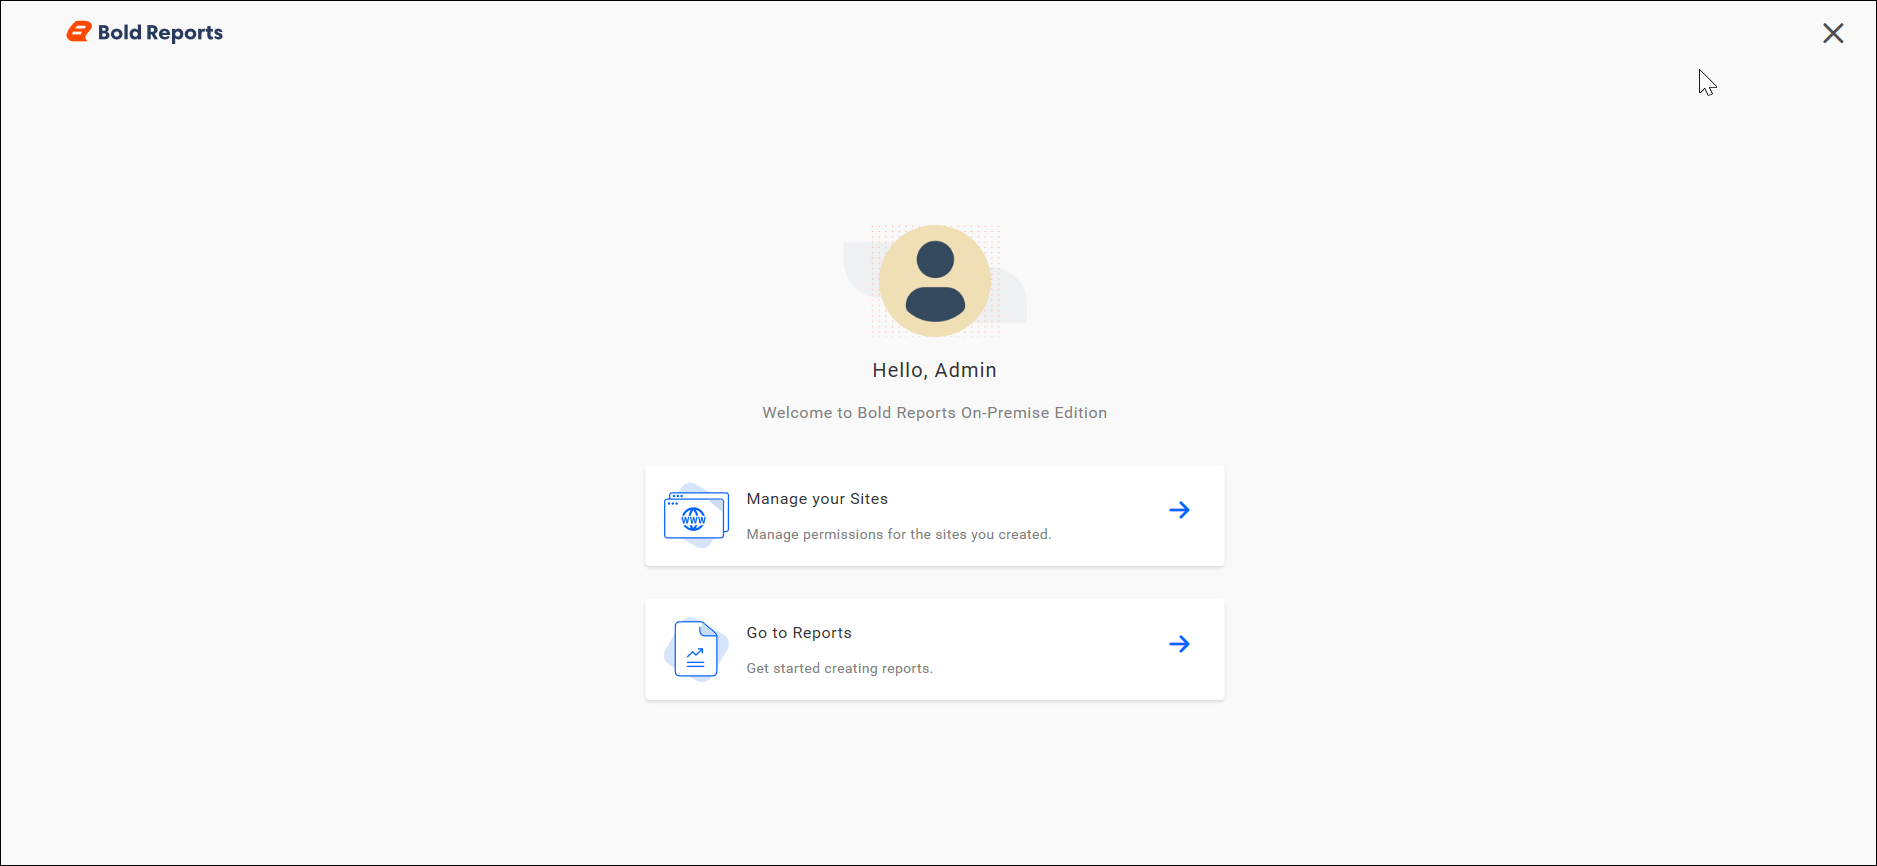 Bold Reports
Hello, Admin
Welcome to Bold Reports On-Premise Edition
Manage your Sites
WWW
Manage permissions for the sites you created.
Go to Reports
Get started creating reports.